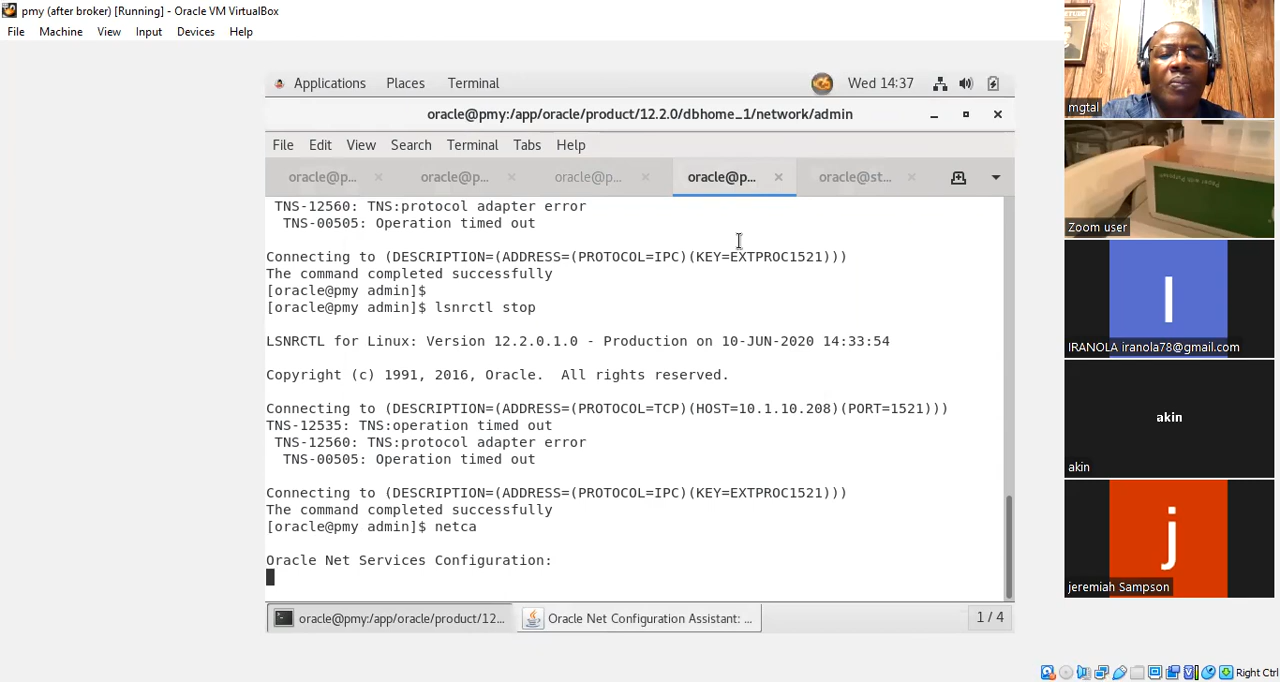 pmy (after broker) [Running] - Oracle VM VirtualBox
File Machine View Input Devices Help
Applications Places Terminal Wed 14:37
oracle@pmy:/app/oracle/product/12.2.0/dbhome_1/network/admin
File Edit View Search Terminal Tabs Help
oracle@p... × oracle@p... × oracle@p... × oracle@p... × oracle@st... ×
TNS-12560: TNS:protocol adapter error
TNS-00505: Operation timed out
Connecting to (DESCRIPTION=(ADDRESS=(PROTOCOL=IPC)(KEY=EXTPROC1521)))
The command completed successfully
[oracle@pmy admin]$
[oracle@pmy admin]$ lsnrctl stop
LSNRCTL for Linux: Version 12.2.0.1.0 - Production on 10-JUN-2020 14:33:54
Copyright (c) 1991, 2016, Oracle.  All rights reserved.
Connecting to (DESCRIPTION=(ADDRESS=(PROTOCOL=TCP)(HOST=10.1.10.208)(PORT=1521)))
TNS-12535: TNS:operation timed out
TNS-12560: TNS:protocol adapter error
TNS-00505: Operation timed out
Connecting to (DESCRIPTION=(ADDRESS=(PROTOCOL=IPC)(KEY=EXTPROC1521)))
The command completed successfully
[oracle@pmy admin]$ netca
Oracle Net Services Configuration:
oracle@pmy:/app/oracle/product/12... Oracle Net Configuration Assistant: ... 1 / 4
mgtal
Zoom user
I
IRANOLA iranola78@gmail.com
akin
akin
j
jeremiah Sampson
Right Ctrl